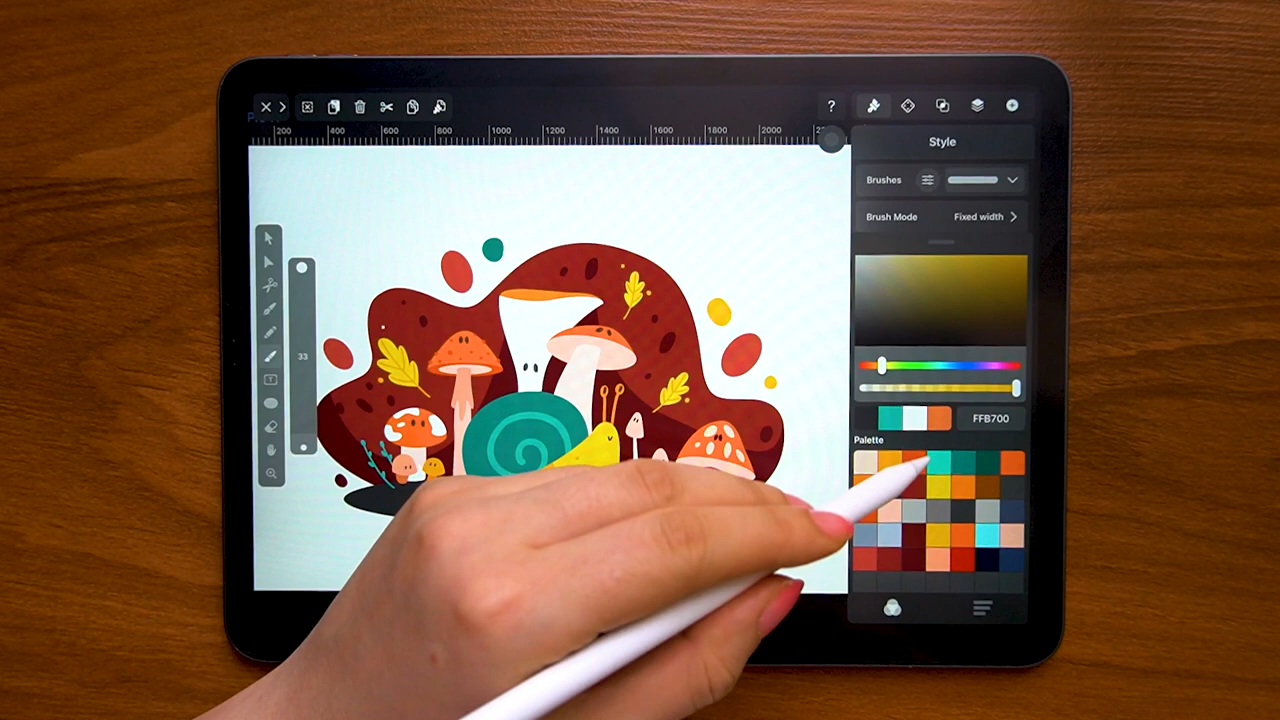 ?
200 400 600 800 1000 1200 1400 1600 1800 2000
Style
Brushes
Brush Mode Fixed width
33
T
FFB700
Palette